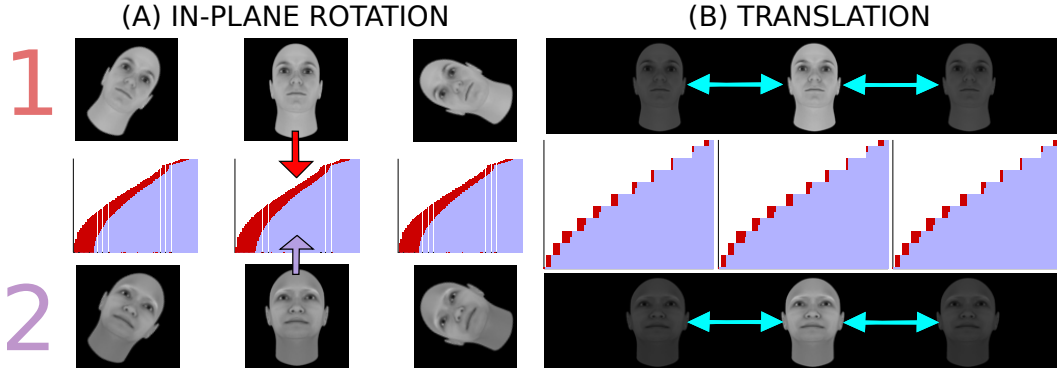 (A) IN-PLANE ROTATION
(B) TRANSLATION
1
2